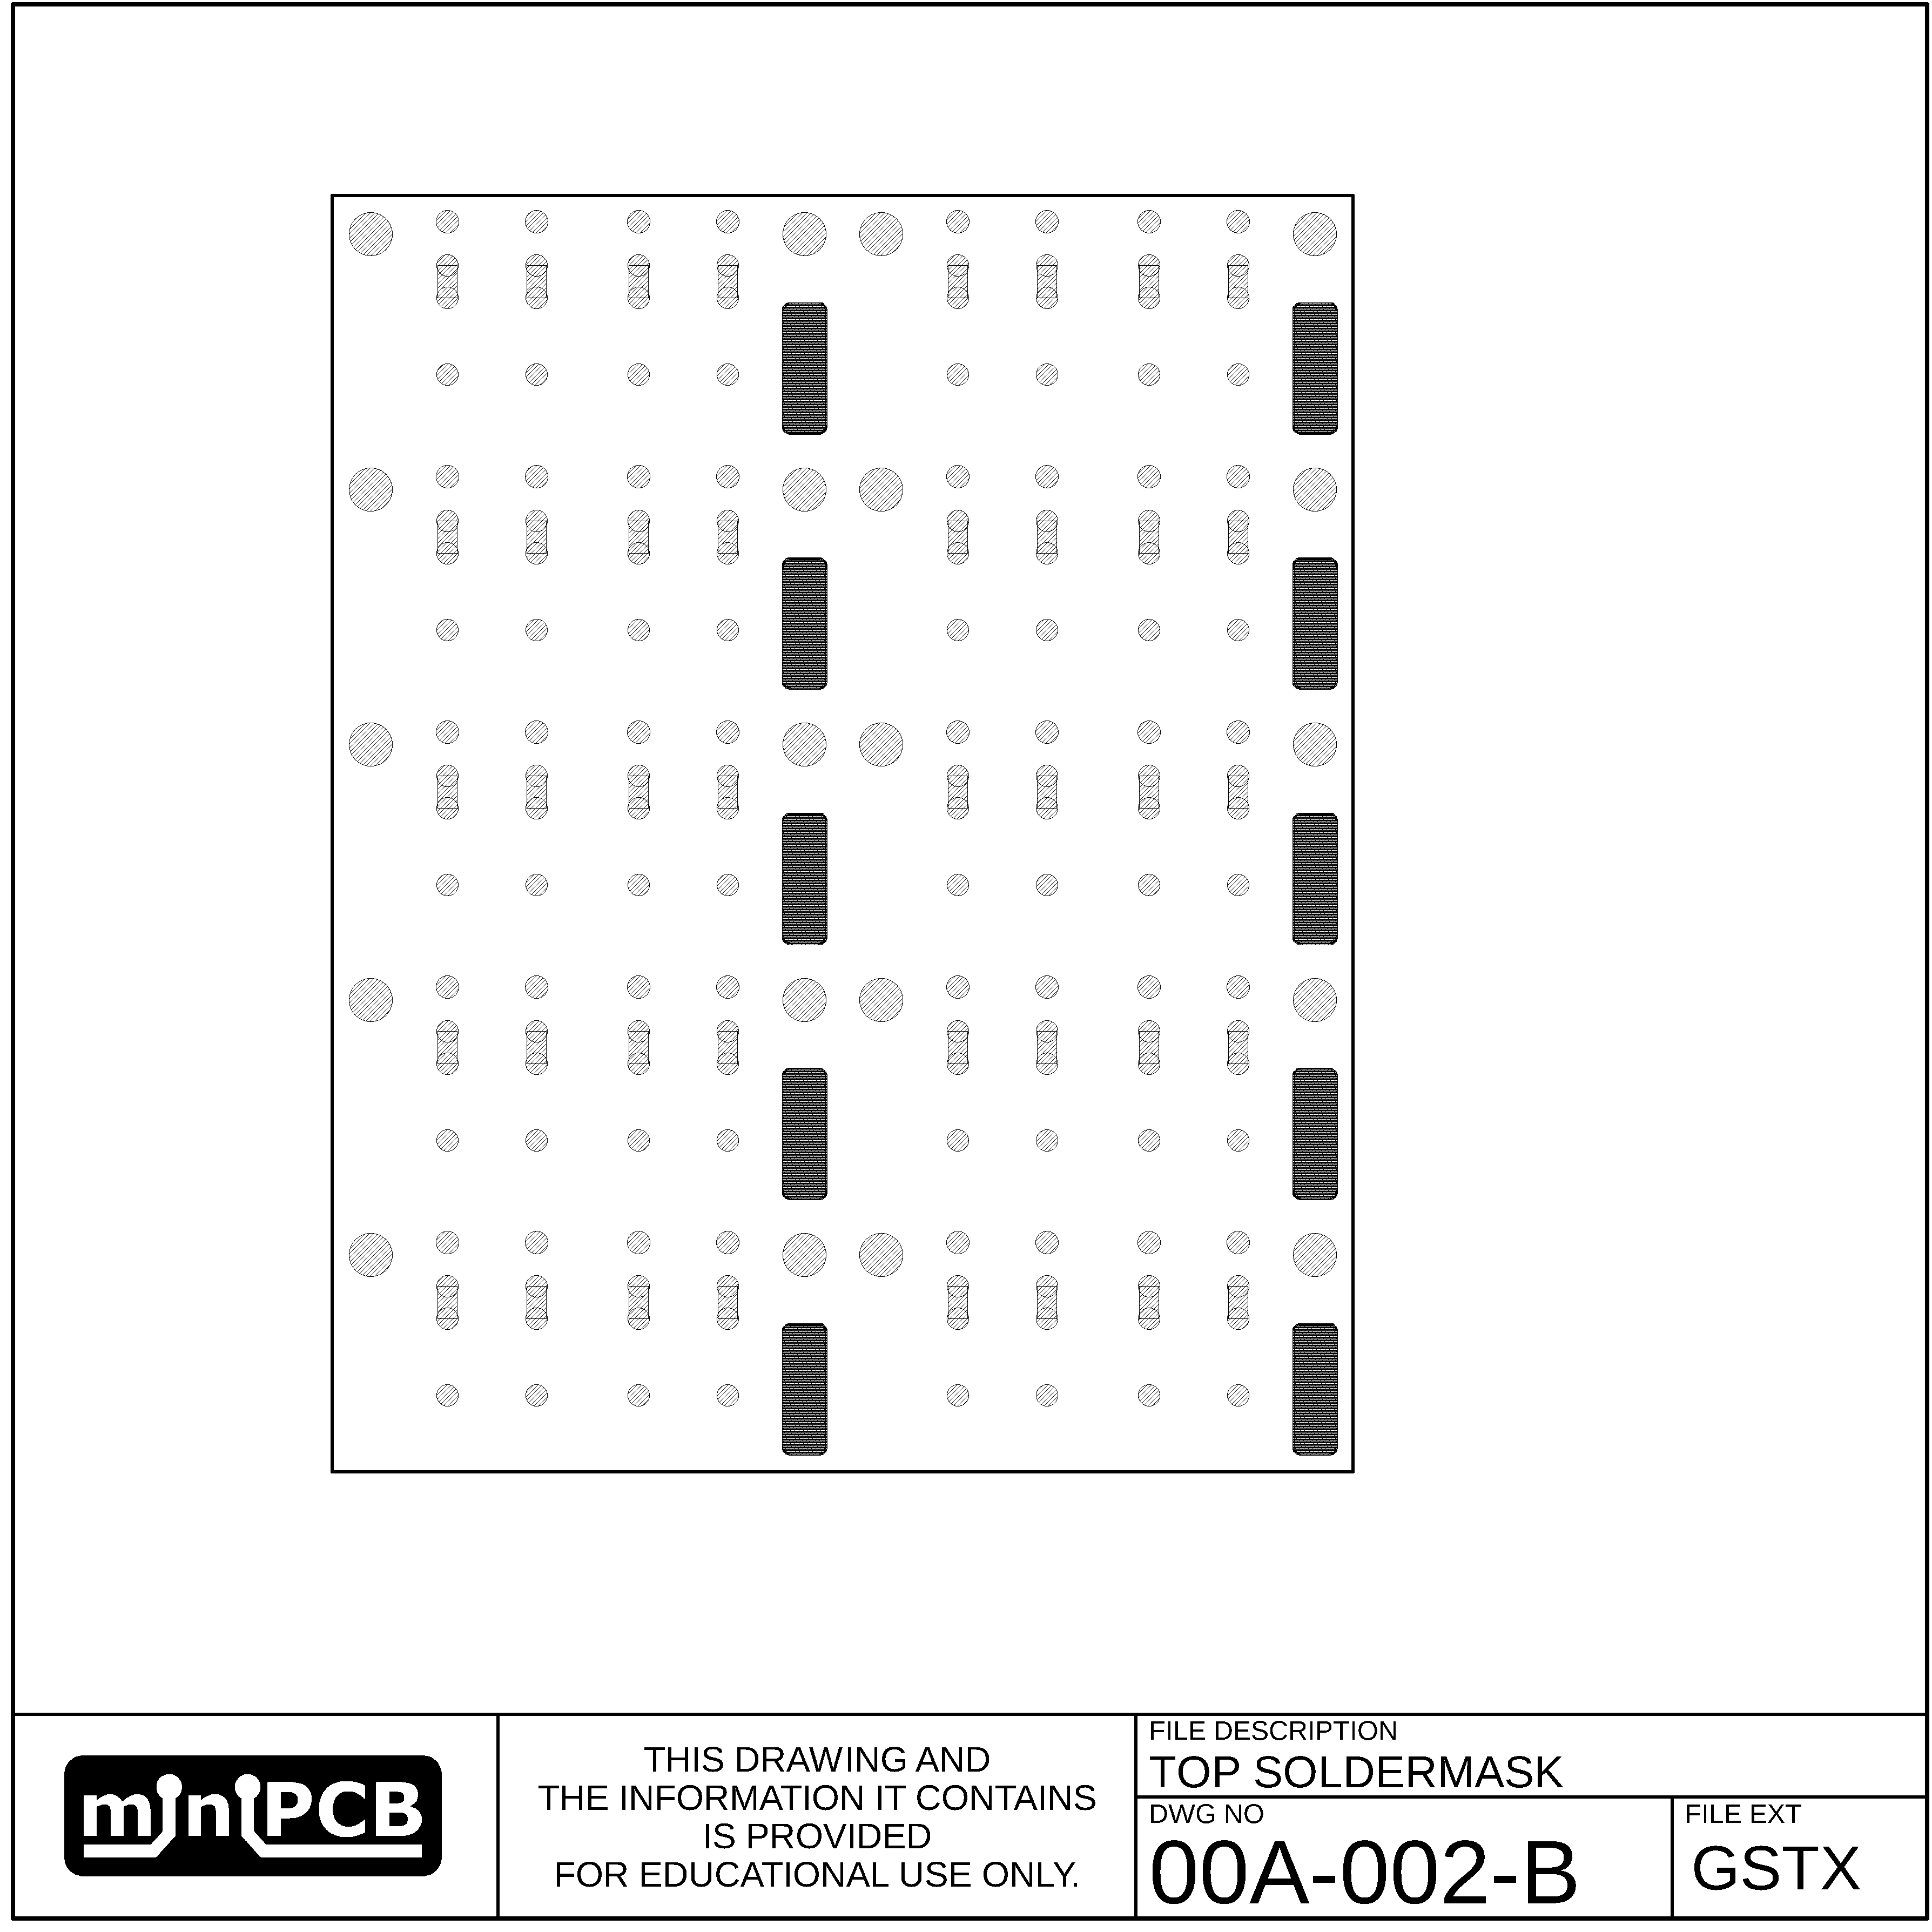 miniPCB
THIS DRAWING AND
THE INFORMATION IT CONTAINS
IS PROVIDED
FOR EDUCATIONAL USE ONLY.
FILE DESCRIPTION
TOP SOLDERMASK
DWG NO
00A-002-B
FILE EXT
GSTX